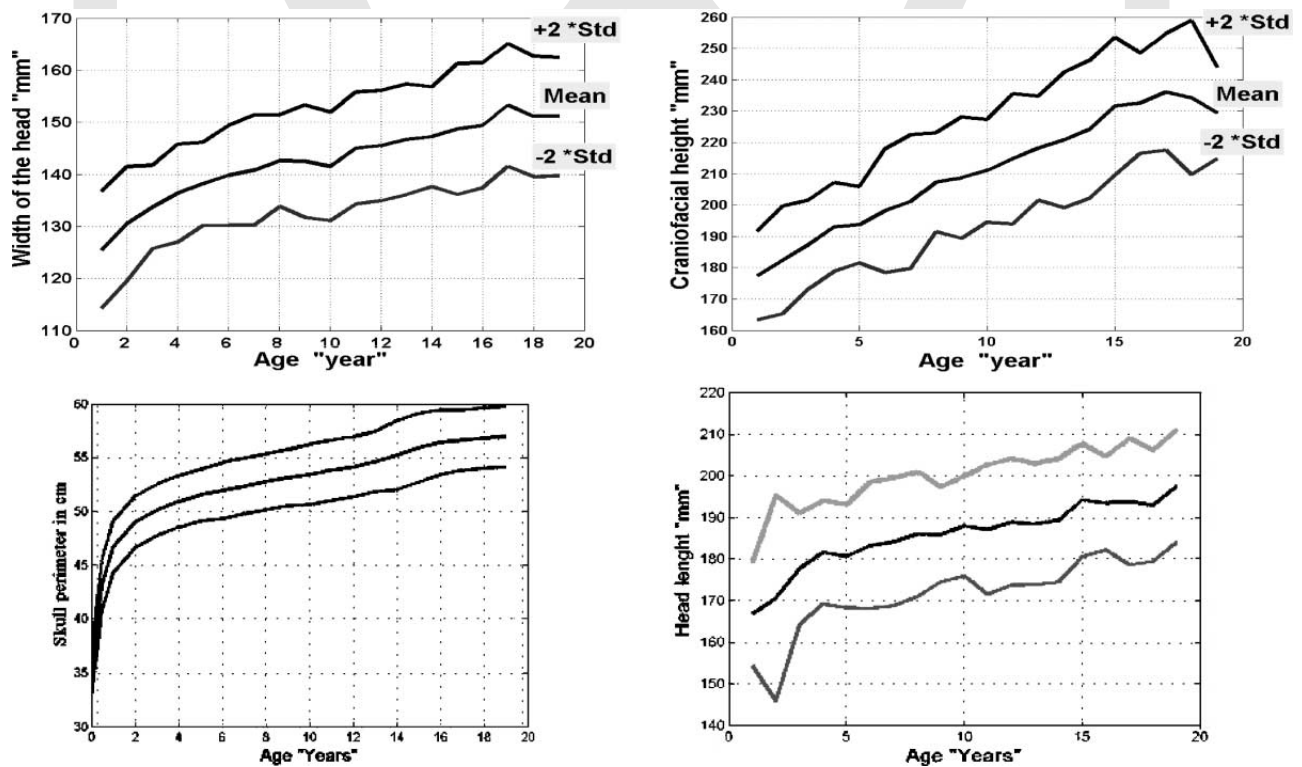 170
160
150
140
130
120
110
0 2 4 6 8 10 12 14 16 18 20
Width of the head "mm"
Age "year"
+2 *Std
Mean
-2 *Std
260
250
240
230
220
210
200
190
180
170
160
0 5 10 15 20
Craniofacial height "mm"
Age "year"
+2 *Std
Mean
-2 *Std
60
55
50
45
40
35
30
0 2 4 6 8 10 12 14 16 18 20
Skull perimeter in cm
Age "Years"
220
210
200
190
180
170
160
150
140
0 5 10 15 20
Head lenght "mm"
Age "Years"